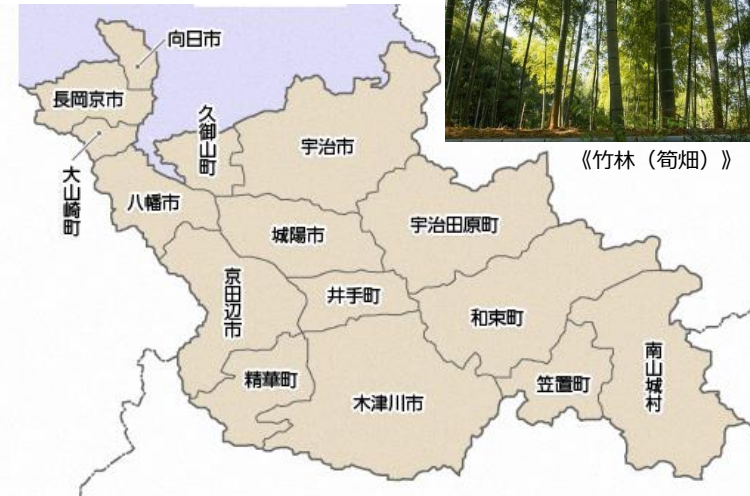 向日市
長岡京市
大山崎町
久御山町
宇治市
《竹林（筍畑）》
八幡市
城陽市
宇治田原町
京田辺市
井手町
和束町
南山城村
精華町
木津川市
笠置町